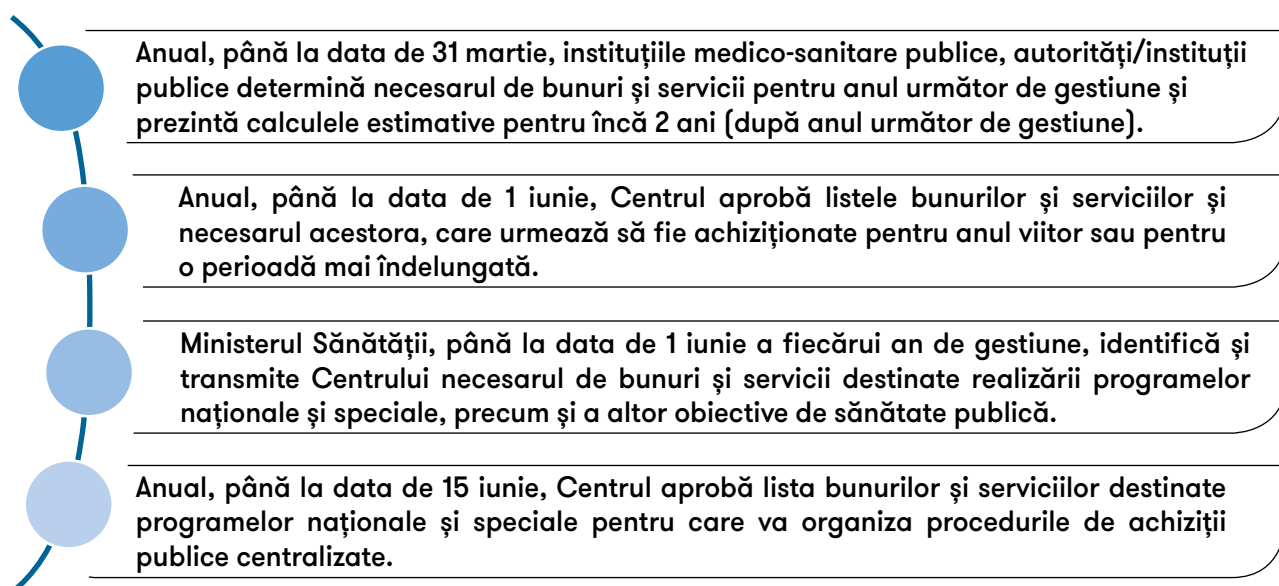 Anual, până la data de 31 martie, instituțiile medico-sanitare publice, autorități/instituții
publice determină necesarul de bunuri și servicii pentru anul următor de gestiune și
prezintă calculele estimative pentru încă 2 ani (după anul următor de gestiune).
Anual, până la data de 1 iunie, Centrul aprobă listele bunurilor și serviciilor și
necesarul acestora, care urmează să fie achiziționate pentru anul viitor sau pentru
o perioadă mai îndelungată.
Ministerul Sănătății, până la data de 1 iunie a fiecărui an de gestiune, identifică și
transmite Centrului necesarul de bunuri și servicii destinate realizării programelor
naționale și speciale, precum și a altor obiective de sănătate publică.
Anual, până la data de 15 iunie, Centrul aprobă lista bunurilor și serviciilor destinate
programelor naționale și speciale pentru care va organiza procedurile de achiziții
publice centralizate.